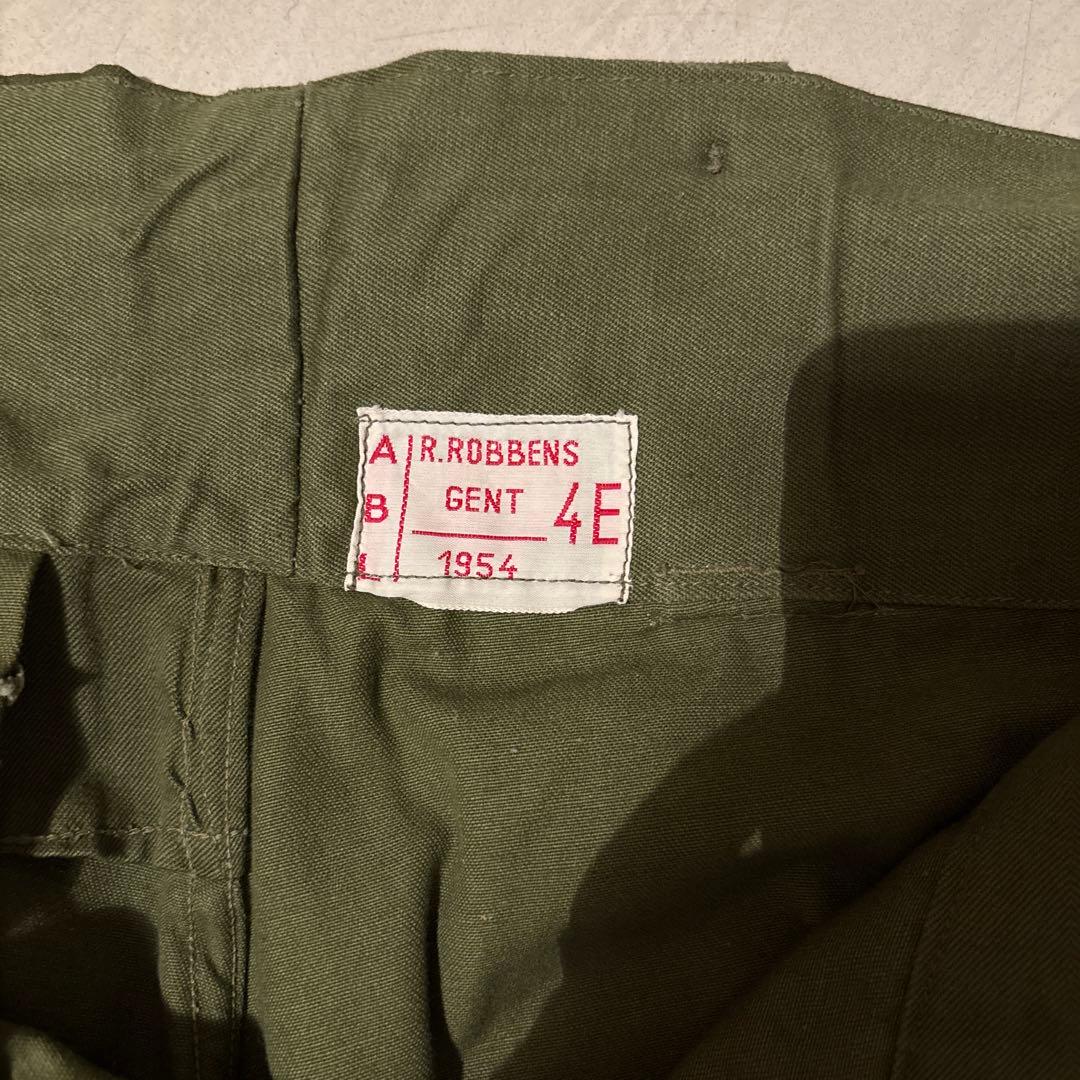 A B L
R.ROBBENS
GENT
4E
1954